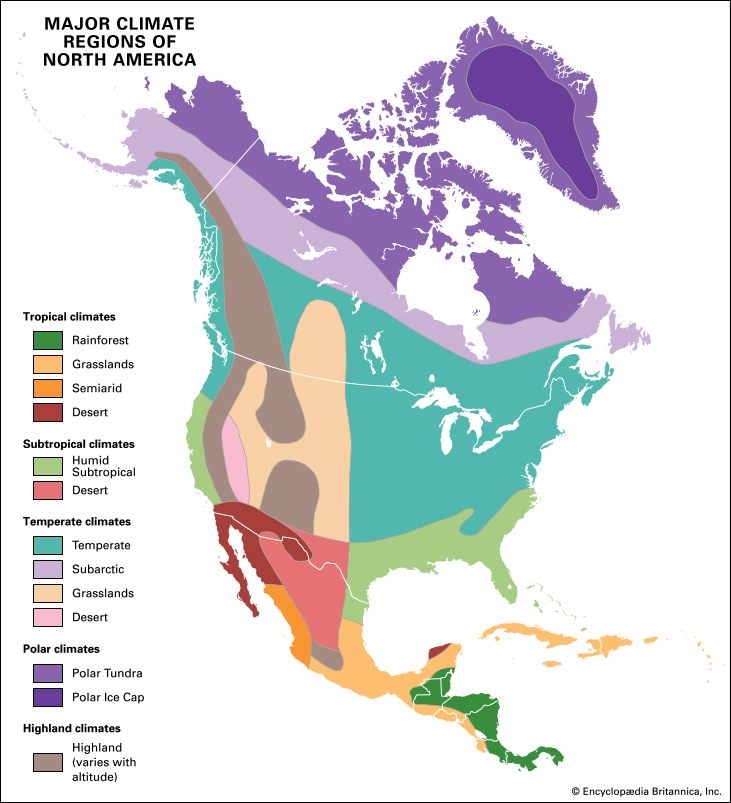 MAJOR CLIMATE
REGIONS OF
NORTH AMERICA
Tropical climates
Rainforest
Grasslands
Semiarid
Desert
Subtropical climates
Humid
Subtropical
Desert
Temperate climates
Temperate
Subarctic
Grasslands
Desert
Polar climates
Polar Tundra
Polar Ice Cap
Highland climates
Highland
(varies with
altitude)
© Encyclopædia Britannica, Inc.